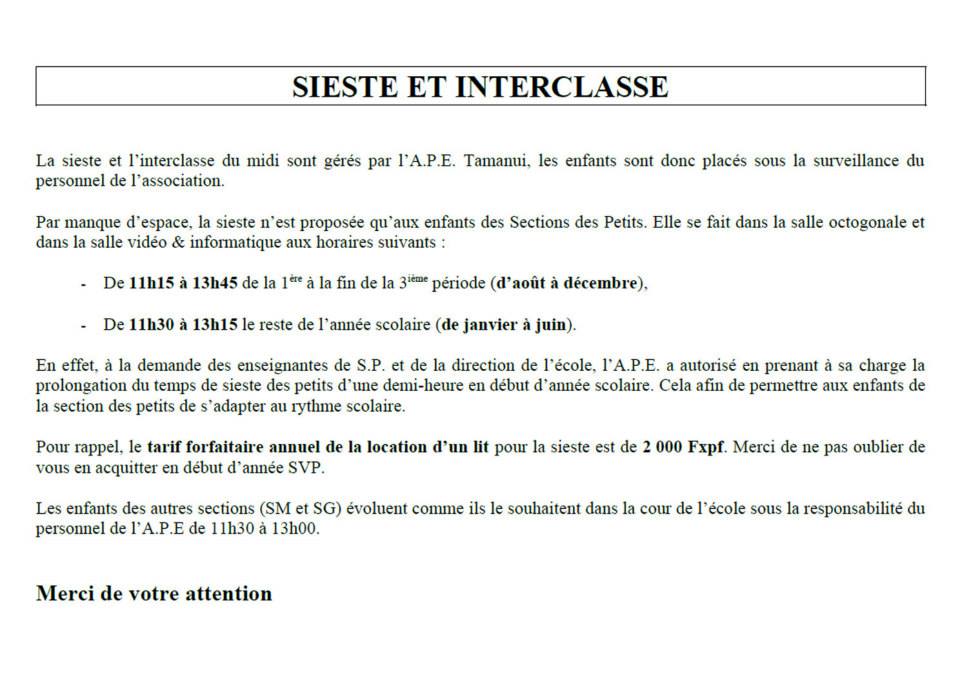 SIESTE ET INTERCLASSE
La sieste et l’interclasse du midi sont gérés par l’A.P.E. Tamanui, les enfants sont donc placés sous la surveillance du
personnel de l’association.
Par manque d’espace, la sieste n’est proposée qu’aux enfants des Sections des Petits. Elle se fait dans la salle octogonale et
dans la salle vidéo & informatique aux horaires suivants :
- De 11h15 à 13h45 de la 1ère à la fin de la 3ième période (d’août à décembre),
- De 11h30 à 13h15 le reste de l’année scolaire (de janvier à juin).
En effet, à la demande des enseignantes de S.P. et de la direction de l’école, l’A.P.E. a autorisé en prenant à sa charge la
prolongation du temps de sieste des petits d’une demi-heure en début d’année scolaire. Cela afin de permettre aux enfants de
la section des petits de s’adapter au rythme scolaire.
Pour rappel, le tarif forfaitaire annuel de la location d’un lit pour la sieste est de 2 000 Fxpf. Merci de ne pas oublier de
vous en acquitter en début d’année SVP.
Les enfants des autres sections (SM et SG) évoluent comme ils le souhaitent dans la cour de l’école sous la responsabilité du
personnel de l’A.P.E de 11h30 à 13h00.
Merci de votre attention